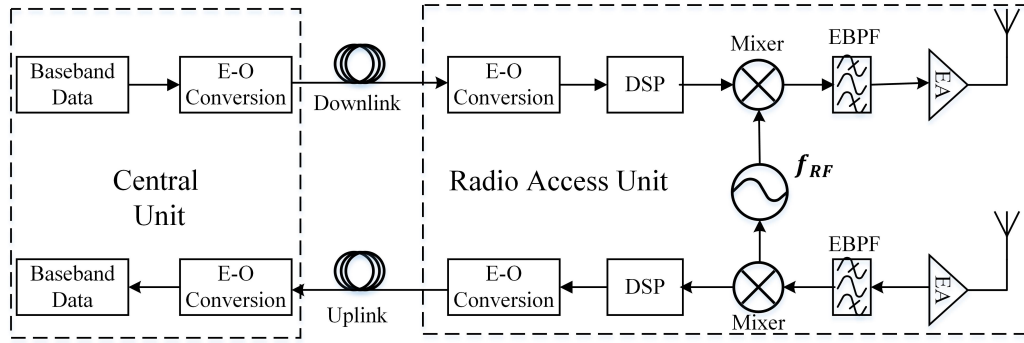 Baseband
Data
E-O
Conversion
Downlink
E-O
Conversion
DSP
Mixer
EBPF
EA
Central
Unit
Radio Access Unit
f_RF
Baseband
Data
E-O
Conversion
Uplink
E-O
Conversion
DSP
Mixer
EBPF
EA